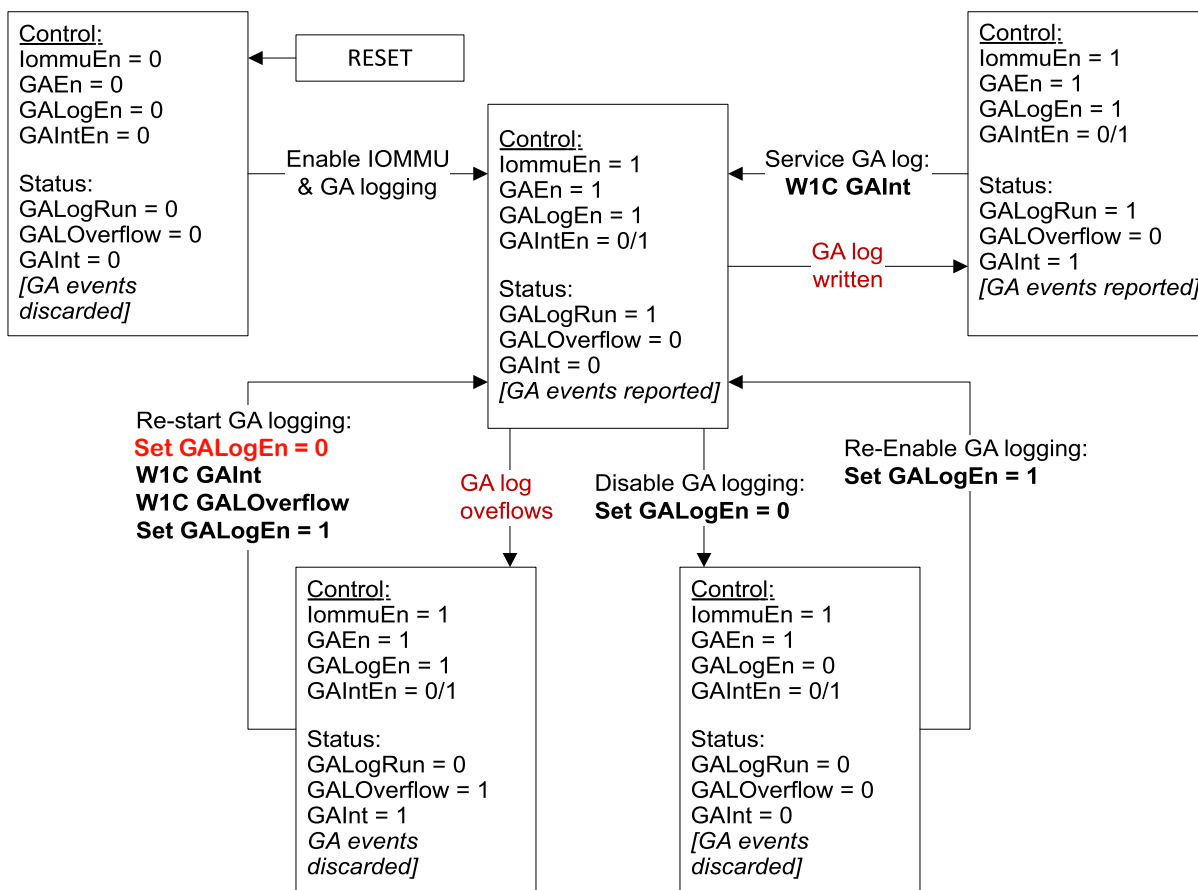 Control:
IommuEn = 0
GAEn = 0
GALogEn = 0
GAIntEn = 0
Status:
GALogRun = 0
GALOverflow = 0
GAInt = 0
[GA events
discarded]
RESET
Enable IOMMU
& GA logging
Control:
IommuEn = 1
GAEn = 1
GALogEn = 1
GAIntEn = 0/1
Status:
GALogRun = 1
GALOverflow = 0
GAInt = 0
[GA events reported]
Service GA log:
W1C GAInt
GA log
written
Control:
IommuEn = 1
GAEn = 1
GALogEn = 1
GAIntEn = 0/1
Status:
GALogRun = 1
GALOverflow = 0
GAInt = 1
[GA events reported]
Re-start GA logging:
Set GALogEn = 0
W1C GAInt
W1C GALOverflow
Set GALogEn = 1
GA log
oveflows
Disable GA logging:
Set GALogEn = 0
Re-Enable GA logging:
Set GALogEn = 1
Control:
IommuEn = 1
GAEn = 1
GALogEn = 1
GAIntEn = 0/1
Status:
GALogRun = 0
GALOverflow = 1
GAInt = 1
GA events
discarded]
Control:
IommuEn = 1
GAEn = 1
GALogEn = 0
GAIntEn = 0/1
Status:
GALogRun = 0
GALOverflow = 0
GAInt = 0
[GA events
discarded]